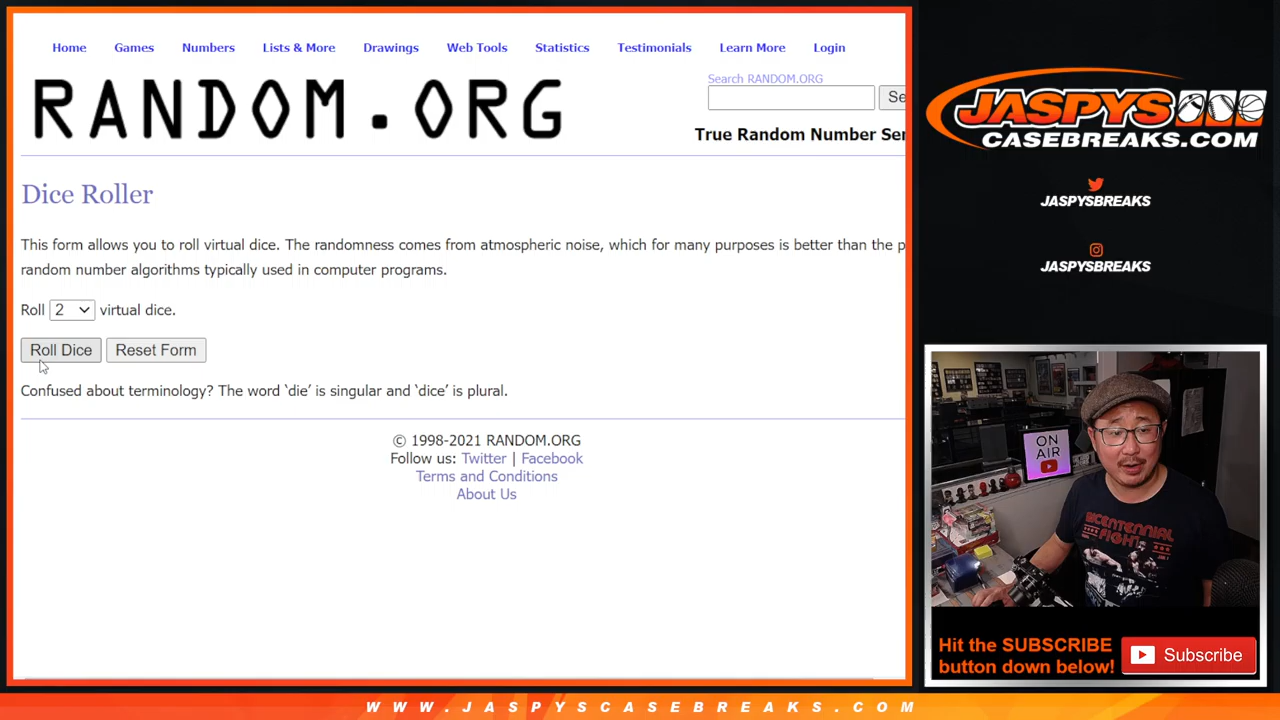 Home Games Numbers Lists & More Drawings Web Tools Statistics Testimonials Learn More Login
RANDOM.ORG
Search RANDOM.ORG
Se
True Random Number Ser
Dice Roller
This form allows you to roll virtual dice. The randomness comes from atmospheric noise, which for many purposes is better than the p
random number algorithms typically used in computer programs.
Roll 2 virtual dice.
Roll Dice Reset Form
Confused about terminology? The word ‘die’ is singular and ‘dice’ is plural.
© 1998-2021 RANDOM.ORG
Follow us: Twitter | Facebook
Terms and Conditions
About Us
JASPYS
CASEBREAKS.COM
JASPYSBREAKS
JASPYSBREAKS
ON
AIR
BICENTENNIAL
FIGHT
Hit the SUBSCRIBE
button down below!
Subscribe
WWW.JASPYSCASEBREAKS.COM